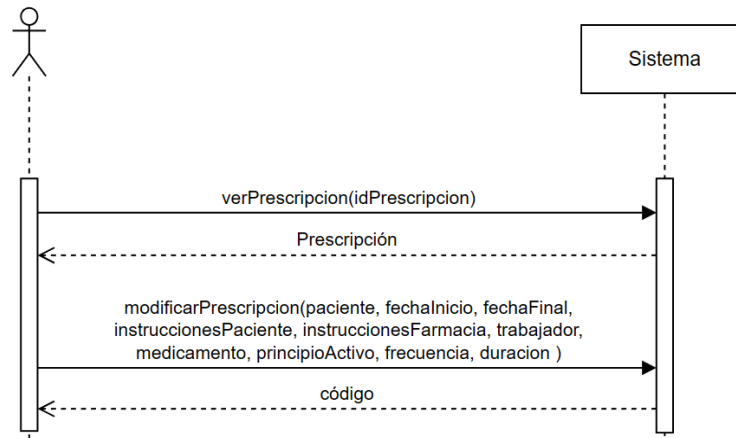 Sistema
verPrescripcion(idPrescripcion)
Prescripción
modificarPrescripcion(paciente, fechaInicio, fechaFinal,
instruccionesPaciente, instruccionesFarmacia, trabajador,
medicamento, principioActivo, frecuencia, duracion )
código